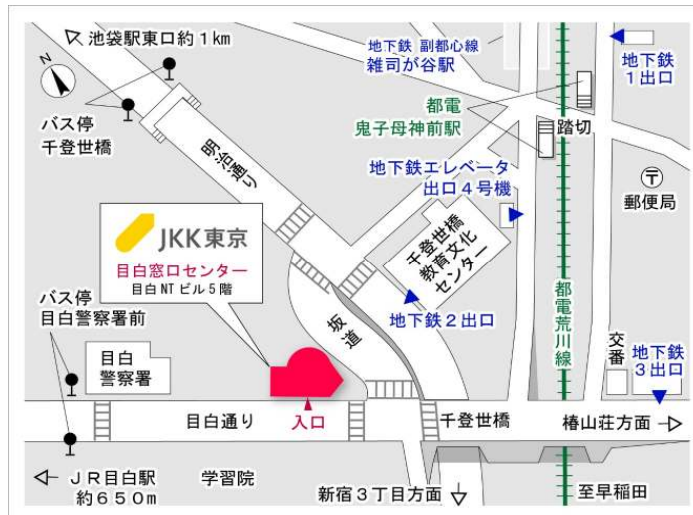 池袋駅東口約1km
N
バス停
千登世橋
明治通り
地下鉄 副都心線
雑司が谷駅
地下鉄
1出口
都電
鬼子母神前駅
踏切
地下鉄エレベータ
出口4号機
〒
郵便局
千登世橋
教育文化
センター
JKK東京
目白窓口センター
目白NTビル5階
バス停
目白警察署前
坂道
地下鉄2出口
都電荒川線
交番
地下鉄
3出口
目白
警察署
目白通り
入口
千登世橋
椿山荘方面
JR目白駅
約650m
学習院
新宿3丁目方面
至早稲田